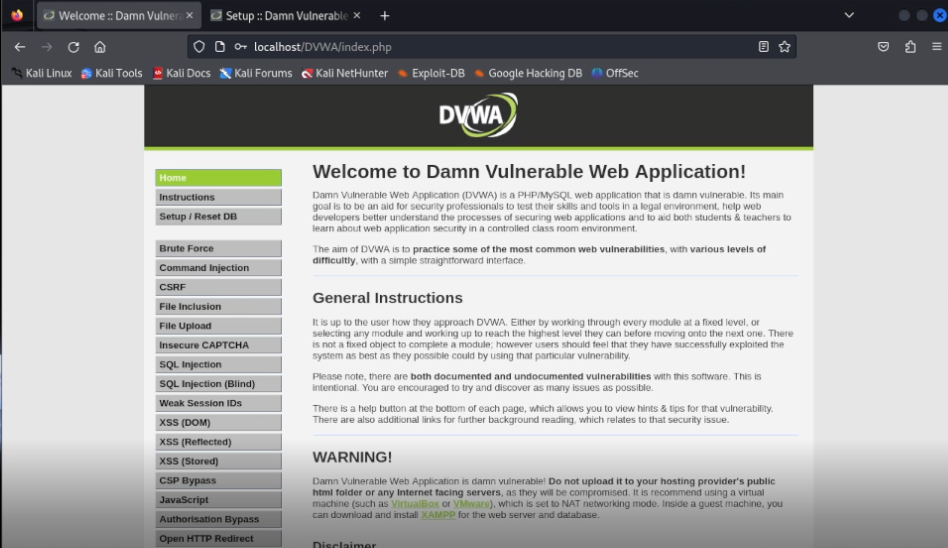 Welcome :: Damn Vulnera
Setup :: Damn Vulnerable
localhost/DVWA/index.php
Kali Linux
Kali Tools
Kali Docs
Kali Forums
Kali NetHunter
Exploit-DB
Google Hacking DB
OffSec
DVWA
Home
Instructions
Setup / Reset DB
Brute Force
Command Injection
CSRF
File Inclusion
File Upload
Insecure CAPTCHA
SQL Injection
SQL Injection (Blind)
Weak Session IDs
XSS (DOM)
XSS (Reflected)
XSS (Stored)
CSP Bypass
JavaScript
Authorisation Bypass
Open HTTP Redirect
Welcome to Damn Vulnerable Web Application!
Damn Vulnerable Web Application (DVWA) is a PHP/MySQL web application that is damn vulnerable. Its main
goal is to be an aid for security professionals to test their skills and tools in a legal environment, help web
developers better understand the processes of securing web applications and to aid both students & teachers to
learn about web application security in a controlled class room environment.
The aim of DVWA is to practice some of the most common web vulnerabilities, with various levels of
difficultly, with a simple straightforward interface.
General Instructions
It is up to the user how they approach DVWA. Either by working through every module at a fixed level, or
selecting any module and working up to reach the highest level they can before moving onto the next one. There
is not a fixed object to complete a module; however users should feel that they have successfully exploited the
system as best as they possible could by using that particular vulnerability.
Please note, there are both documented and undocumented vulnerabilities with this software. This is
intentional. You are encouraged to try and discover as many issues as possible.
There is a help button at the bottom of each page, which allows you to view hints & tips for that vulnerability.
There are also additional links for further background reading, which relates to that security issue.
WARNING!
Damn Vulnerable Web Application is damn vulnerable! Do not upload it to your hosting provider's public
html folder or any Internet facing servers, as they will be compromised. It is recommend using a virtual
machine (such as VirtualBox or VMware), which is set to NAT networking mode. Inside a guest machine, you
can download and install XAMPP for the web server and database.
Disclaimer